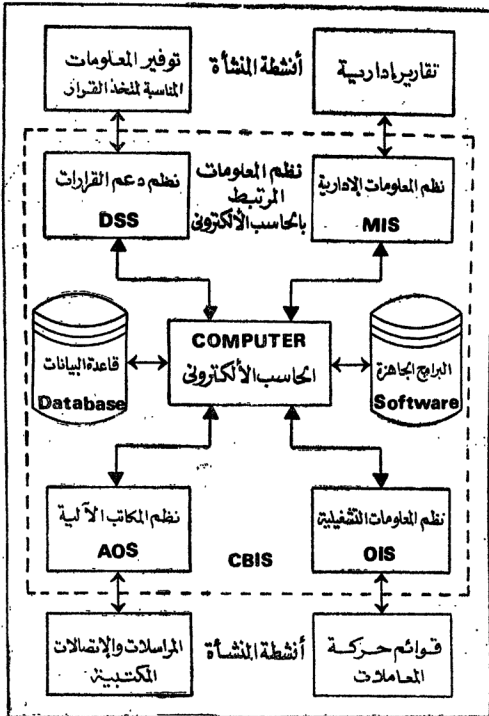 تقارير إدارية
أنشطة المنشأة
توفير المعلومات
المناسبة لمتخذ القرار
نظم المعلومات الإدارية
MIS
نظم المعلومات
المرتبط
بالحاسب الألكتروني
نظم دعم القرارات
DSS
البرامج الجاهزة
Software
COMPUTER
الحاسب الألكتروني
قاعدة البيانات
Database
نظم المعلومات التشغيلية
OIS
CBIS
نظم المكاتب الآلية
AOS
قوائم حركة
المعاملات
أنشطة المنشأة
المراسلات والإتصالات
المكتبية